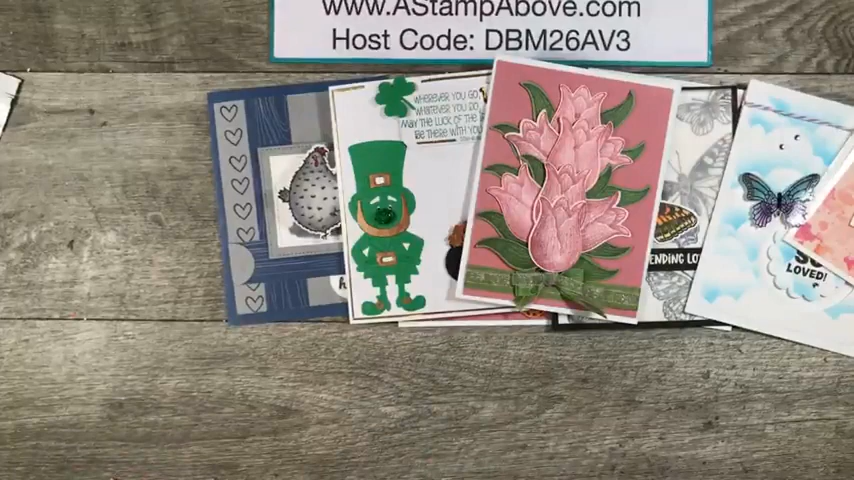 www.AStampAbove.com
Host Code: DBM26AV3
WHEREVER YOU GO,
WHATEVER YOU DO,
MAY THE LUCK OF THE
BE THERE WITH YOU
ENDING LO
SO
LOVED!
h